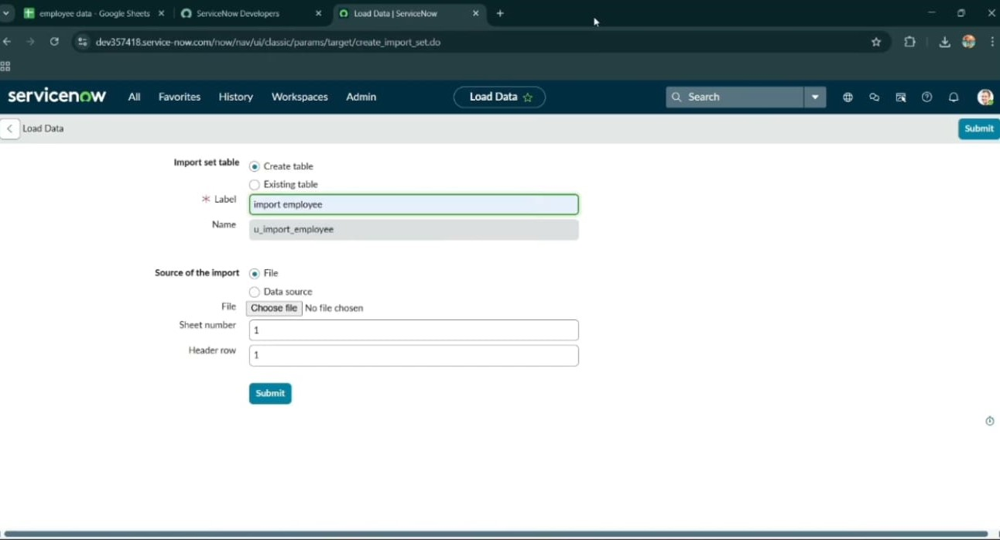 employee data - Google Sheets
ServiceNow Developers
Load Data | ServiceNow
dev357418.service-now.com/now/nav/ui/classic/params/target/create_import_set.do
servicenow All Favorites History Workspaces Admin Load Data Search
Load Data Submit
Import set table Create table
Existing table
* Label import employee
Name u_import_employee
Source of the import File
Data source
File Choose file No file chosen
Sheet number 1
Header row 1
Submit